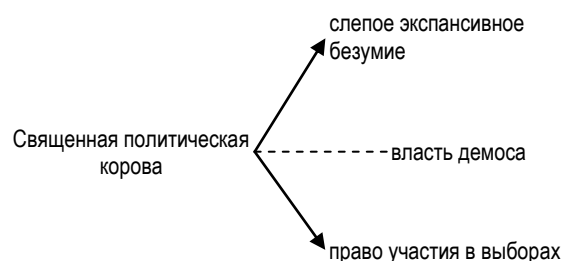 слепое экспансивное
безумие
Священная политическая
корова
власть демоса
право участия в выборах